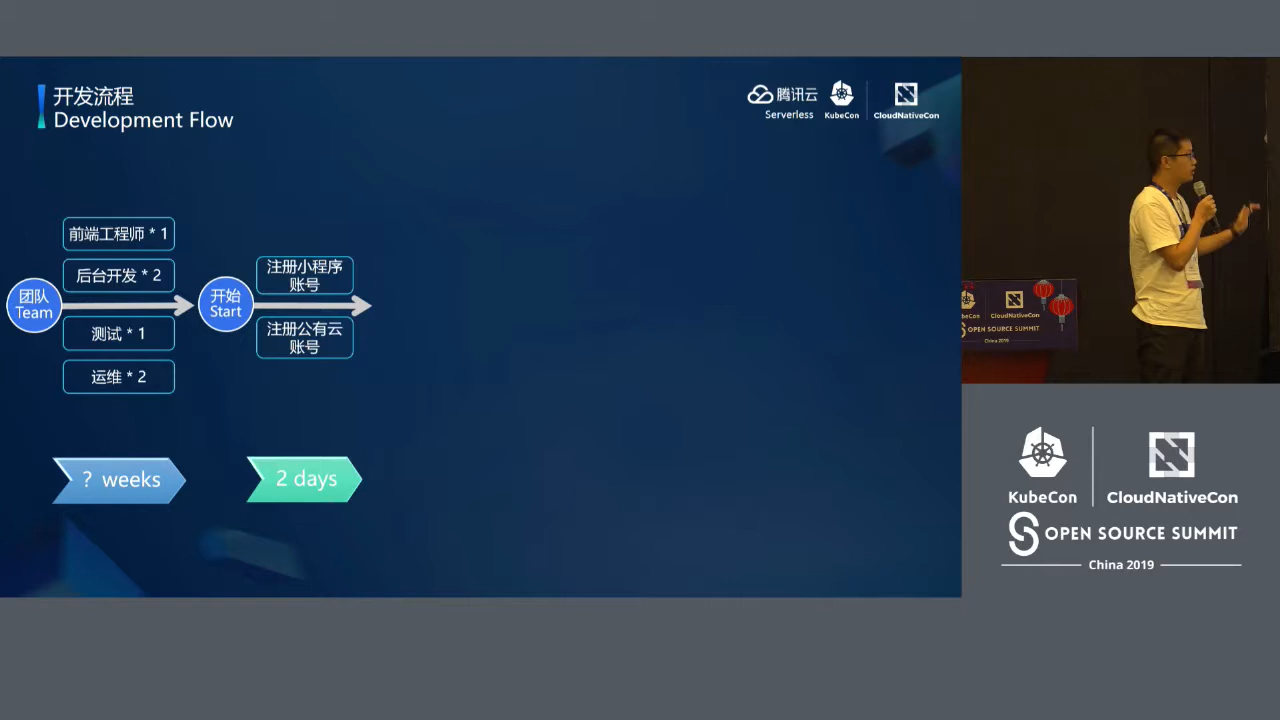 开发流程
Development Flow
腾讯云
Serverless
KubeCon
CloudNativeCon
前端工程师 * 1
后台开发 * 2
团队
Team
测试 * 1
运维 * 2
开始
Start
注册小程序
账号
注册公有云
账号
? weeks
2 days
CloudNativeCon
OPEN SOURCE SUMMIT
China 2019
KubeCon
CloudNativeCon
OPEN SOURCE SUMMIT
China 2019